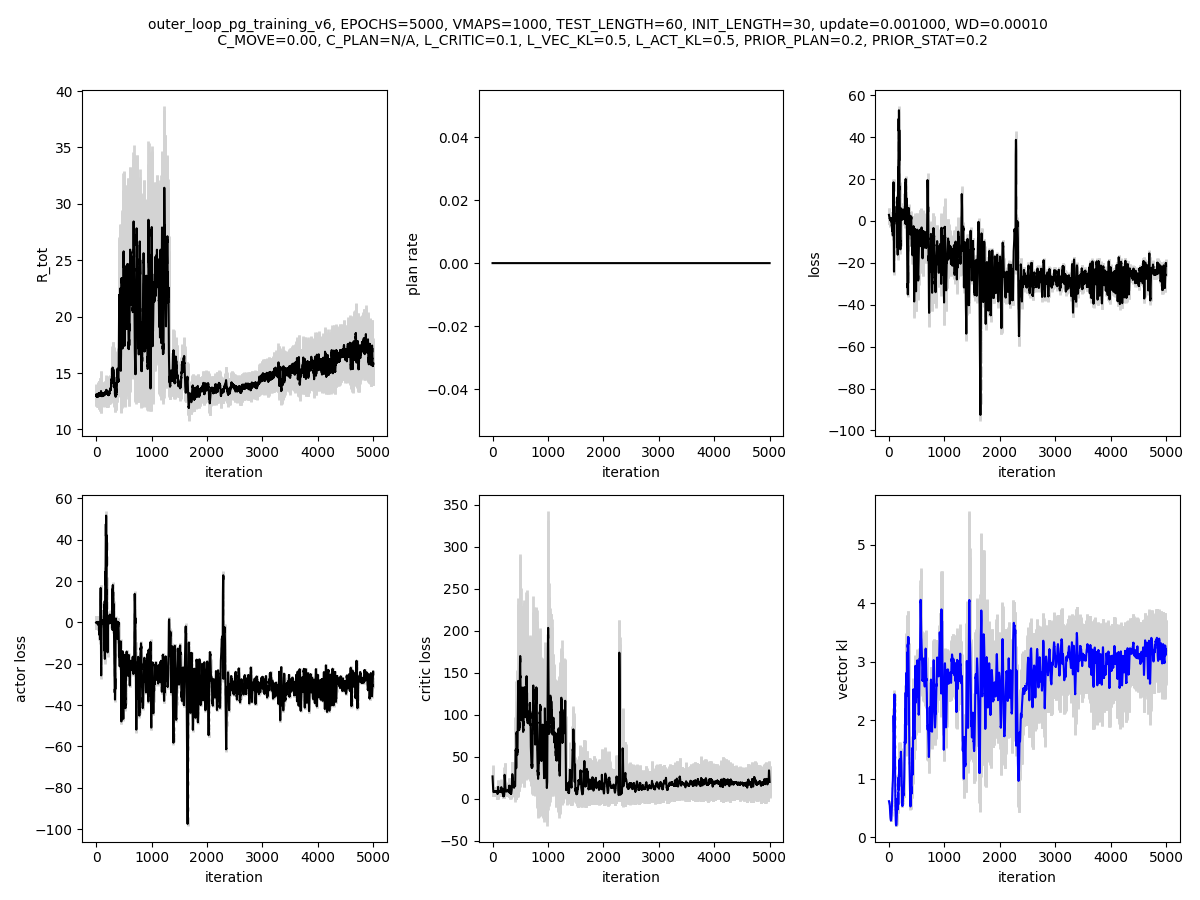 outer_loop_pg_training_v6, EPOCHS=5000, VMAPS=1000, TEST_LENGTH=60, INIT_LENGTH=30, update=0.001000, WD=0.00010
C_MOVE=0.00, C_PLAN=N/A, L_CRITIC=0.1, L_VEC_KL=0.5, L_ACT_KL=0.5, PRIOR_PLAN=0.2, PRIOR_STAT=0.2
R_tot
40
35
30
25
20
15
10
0 1000 2000 3000 4000 5000
iteration
plan rate
0.04
0.02
0.00
−0.02
−0.04
0 1000 2000 3000 4000 5000
iteration
loss
60
40
20
0
−20
−40
−60
−80
−100
0 1000 2000 3000 4000 5000
iteration
actor loss
60
40
20
0
−20
−40
−60
−80
−100
0 1000 2000 3000 4000 5000
iteration
critic loss
350
300
250
200
150
100
50
0
−50
0 1000 2000 3000 4000 5000
iteration
vector kl
5
4
3
2
1
0
0 1000 2000 3000 4000 5000
iteration